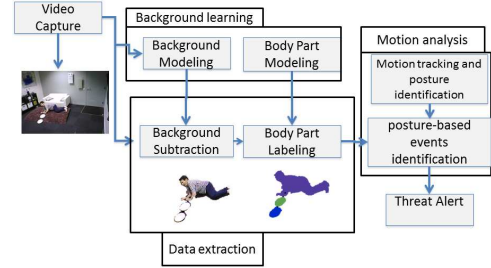 Video
Capture
Background learning
Background
Modeling
Body Part
Modeling
Motion analysis
Motion tracking and
posture
identification
Background
Subtraction
Body Part
Labeling
posture-based
events
identification
Threat Alert
Data extraction